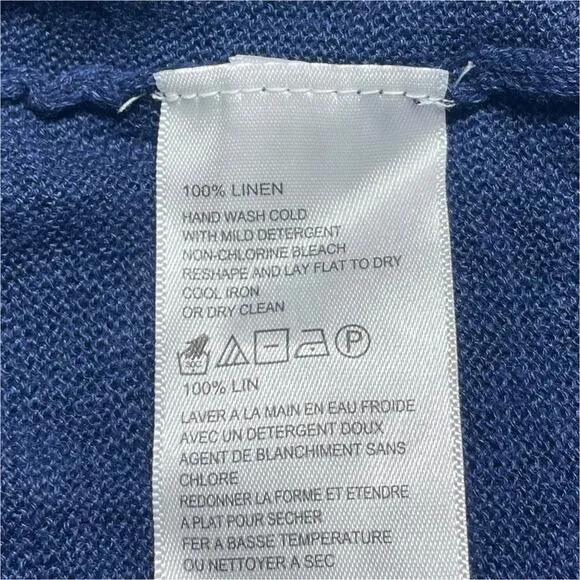 100% LINEN
HAND WASH COLD
WITH MILD DETERGENT
NON-CHLORINE BLEACH
RESHAPE AND LAY FLAT TO DRY
COOL IRON
OR DRY CLEAN
P
100% LIN
LAVER A LA MAIN EN EAU FROIDE
AVEC UN DETERGENT DOUX
AGENT DE BLANCHIMENT SANS
CHLORE
REDONNER LA FORME ET ETENDRE
A PLAT POUR SECHER
FER A BASSE TEMPERATURE
OU NETTOYER A SEC